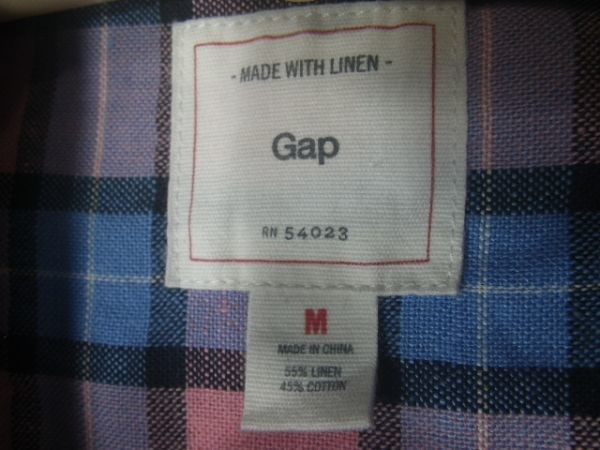 - MADE WITH LINEN -
Gap
RN 54023
M
MADE IN CHINA
55% LINEN
45% COTTON